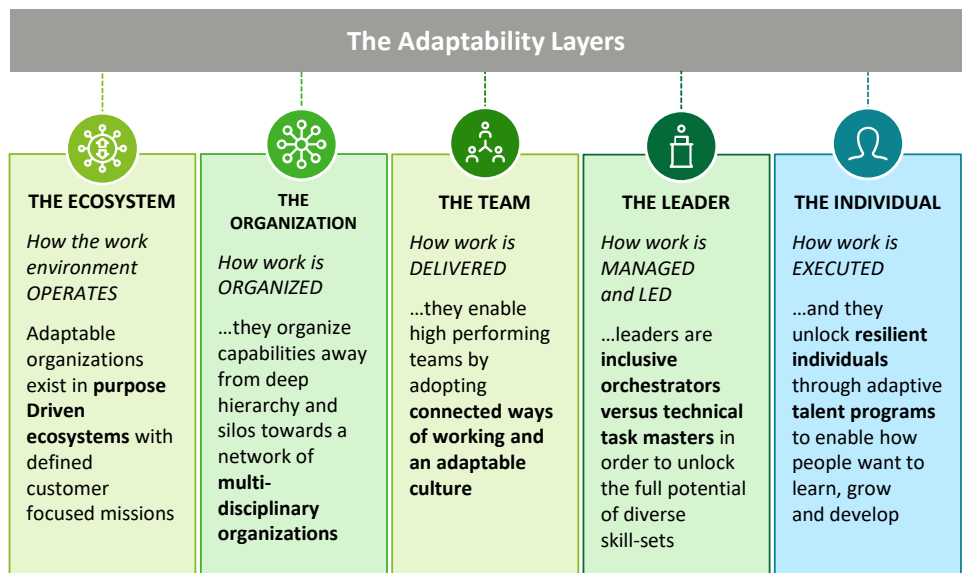 The Adaptability Layers
THE ECOSYSTEM
How the work
environment
OPERATES
Adaptable
organizations
exist in purpose
Driven
ecosystems with
defined
customer
focused missions
THE
ORGANIZATION
How work is
ORGANIZED
...they organize
capabilities away
from deep
hierarchy and
silos towards a
network of
multi-
disciplinary
organizations
THE TEAM
How work is
DELIVERED
...they enable
high performing
teams by
adopting
connected ways
of working and
an adaptable
culture
THE LEADER
How work is
MANAGED
and LED
...leaders are
inclusive
orchestrators
versus technical
task masters in
order to unlock
the full potential
of diverse
skill-sets
THE INDIVIDUAL
How work is
EXECUTED
...and they
unlock resilient
individuals
through adaptive
talent programs
to enable how
people want to
learn, grow
and develop